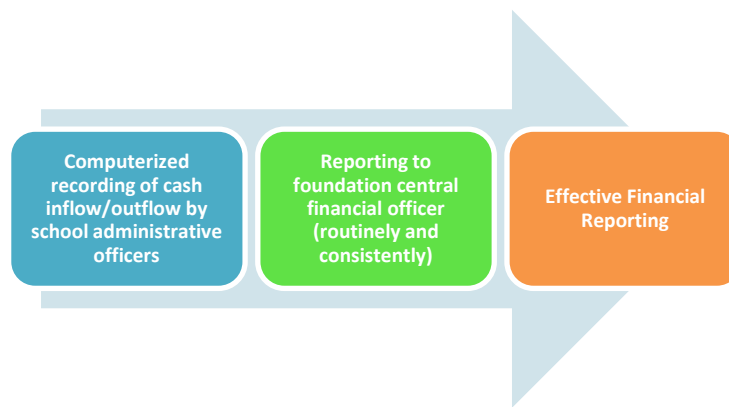 Computerized
recording of cash
inflow/outflow by
school administrative
officers
Reporting to
foundation central
financial officer
(routinely and
consistently)
Effective Financial
Reporting